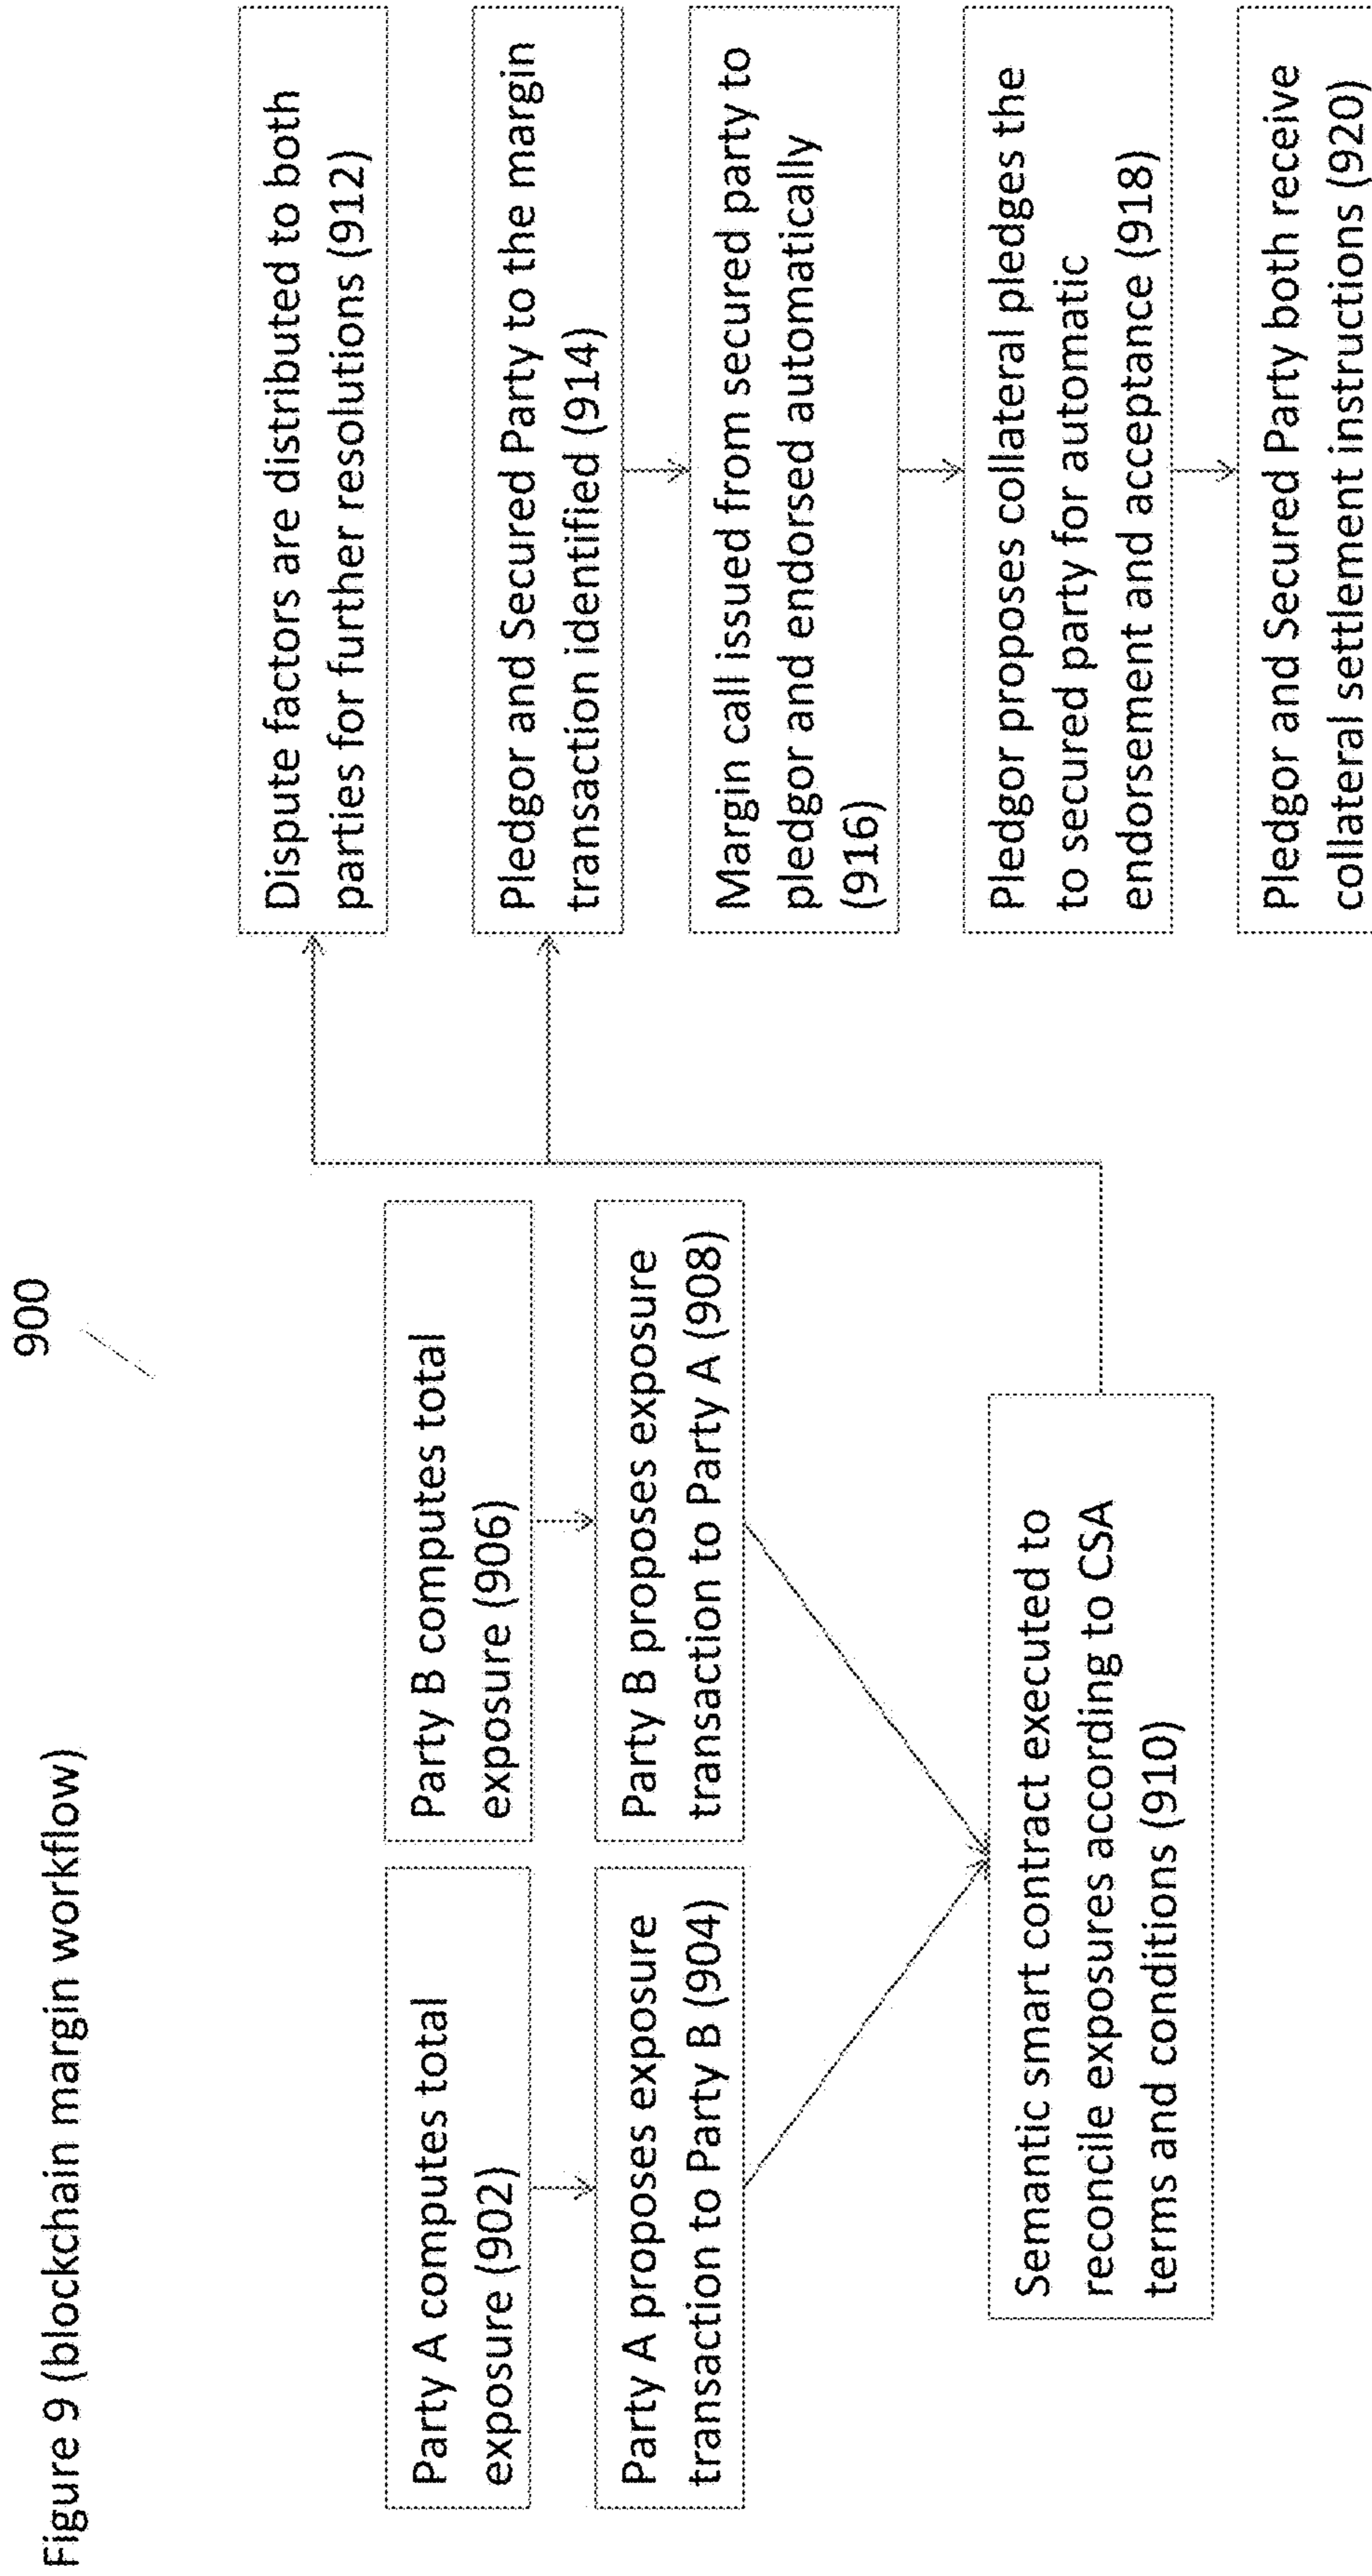 Figure 9 (blockchain margin workflow)
900
Party A computes total
exposure (902)
Party A proposes exposure
transaction to Party B (904)
Party B computes total
exposure (906)
Party B proposes exposure
transaction to Party A (908)
Semantic smart contract executed to
reconcile exposures according to CSA
terms and conditions (910)
Dispute factors are distributed to both
parties for further resolutions (912)
Pledgor and Secured Party to the margin
transaction identified (914)
Margin call issued from secured party to
pledgor and endorsed automatically
(916)
Pledgor proposes collateral pledges the
to secured party for automatic
endorsement and acceptance (918)
Pledgor and Secured Party both receive
collateral settlement instructions (920)